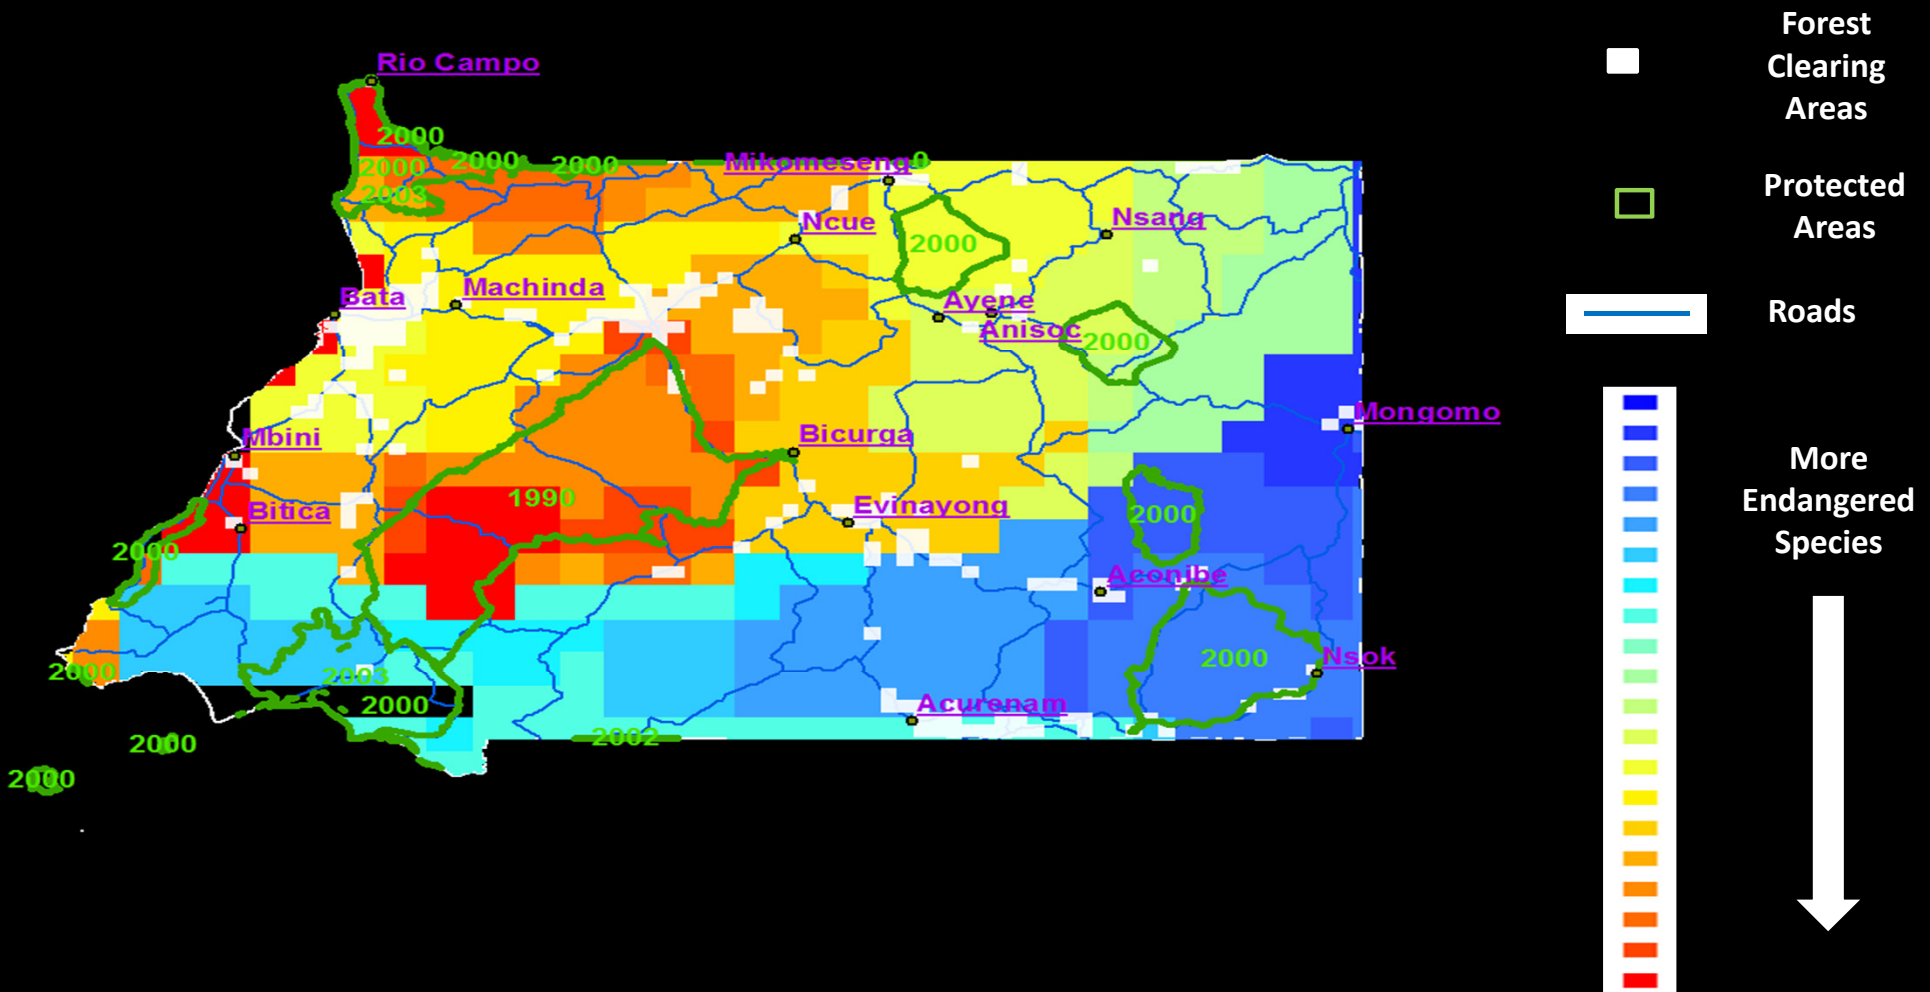 Rio Campo
2000
2000
2000
2000
2003
Mikomeseng
Ncue
2000
Nsang
Bata
Machinda
Ayene
Anisoc
2000
Mongomo
Mbini
Bicurga
1990
Bitica
Evinayong
2000
2000
Aconibe
2000
Nsok
2000
2003
2000
Acurenam
2000
2002
2000
Forest
Clearing
Areas
Protected
Areas
Roads
More
Endangered
Species